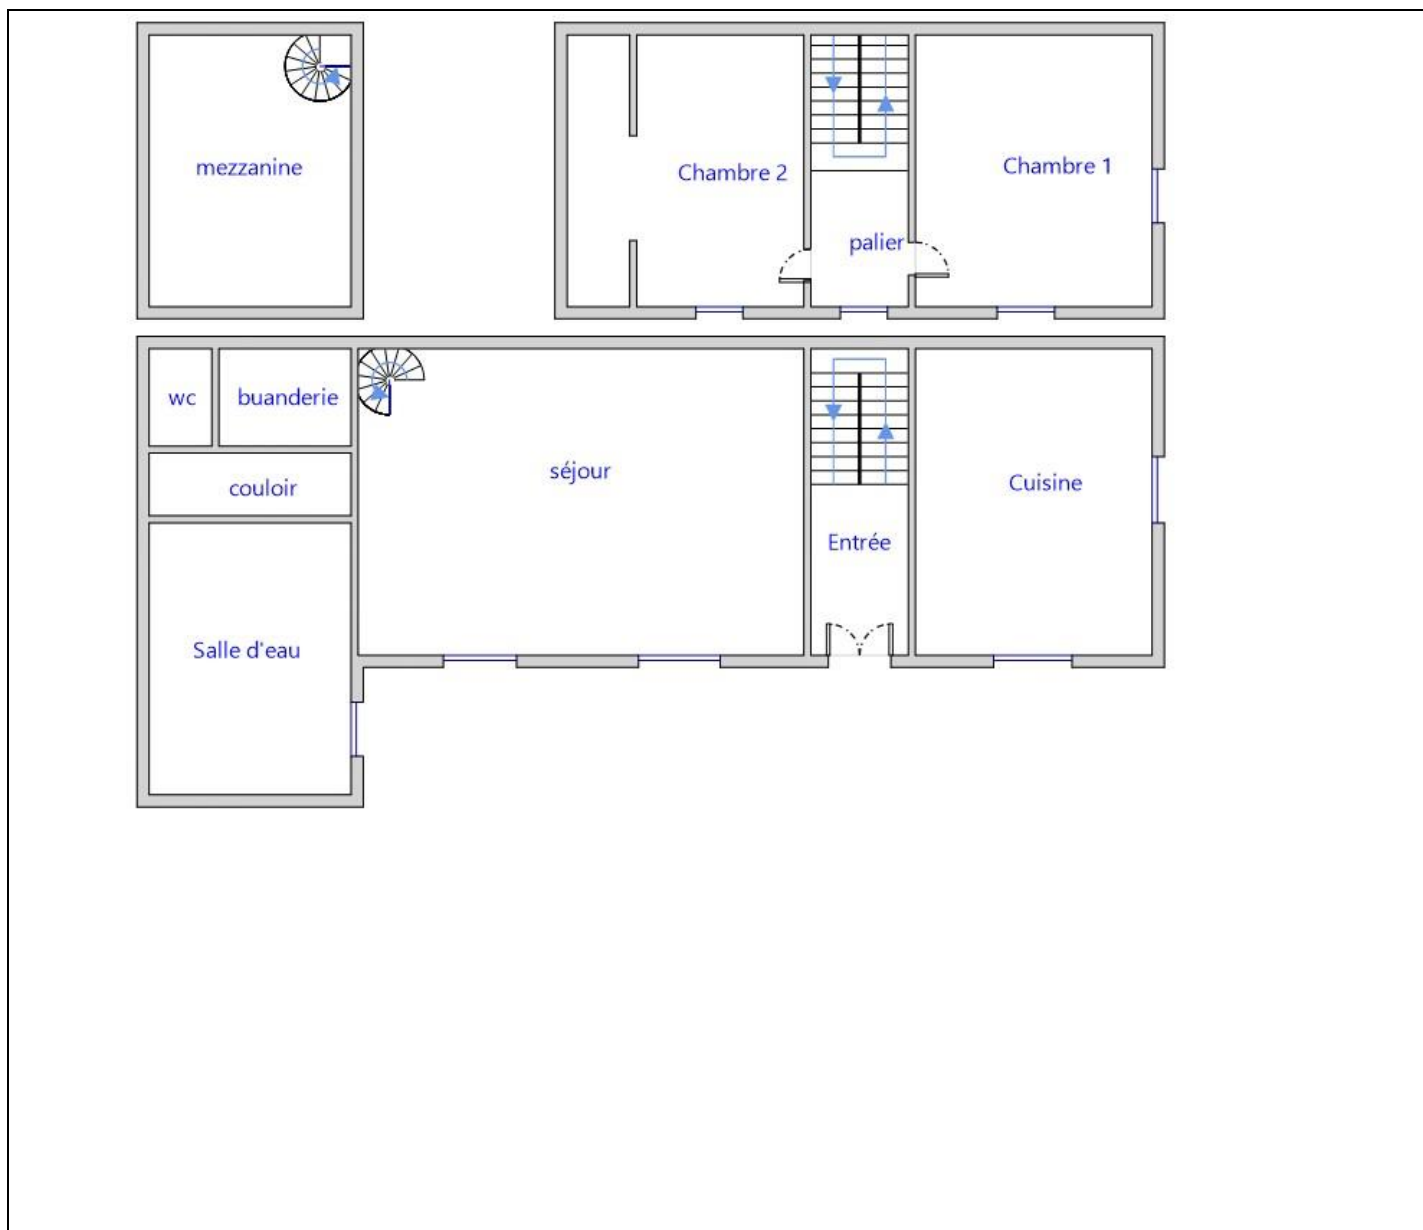 mezzanine
Chambre 2
Chambre 1
palier
wc
buanderie
couloir
séjour
Cuisine
Entrée
Salle d'eau